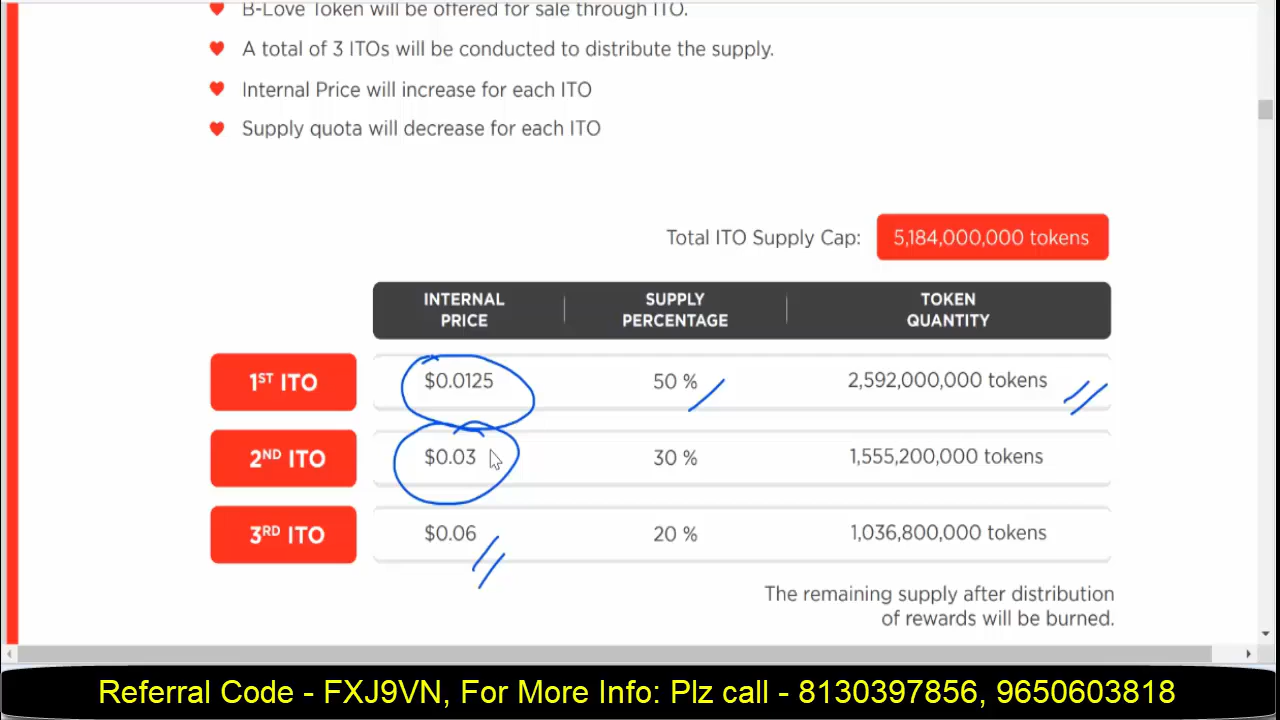 B-Love Token will be offered for sale through ITO.
A total of 3 ITOs will be conducted to distribute the supply.
Internal Price will increase for each ITO
Supply quota will decrease for each ITO
Total ITO Supply Cap: 5,184,000,000 tokens
INTERNAL PRICE SUPPLY PERCENTAGE TOKEN QUANTITY
1ST ITO $0.0125 50 % 2,592,000,000 tokens
2ND ITO $0.03 30 % 1,555,200,000 tokens
3RD ITO $0.06 20 % 1,036,800,000 tokens
The remaining supply after distribution
of rewards will be burned.
Referral Code - FXJ9VN, For More Info: Plz call - 8130397856, 9650603818